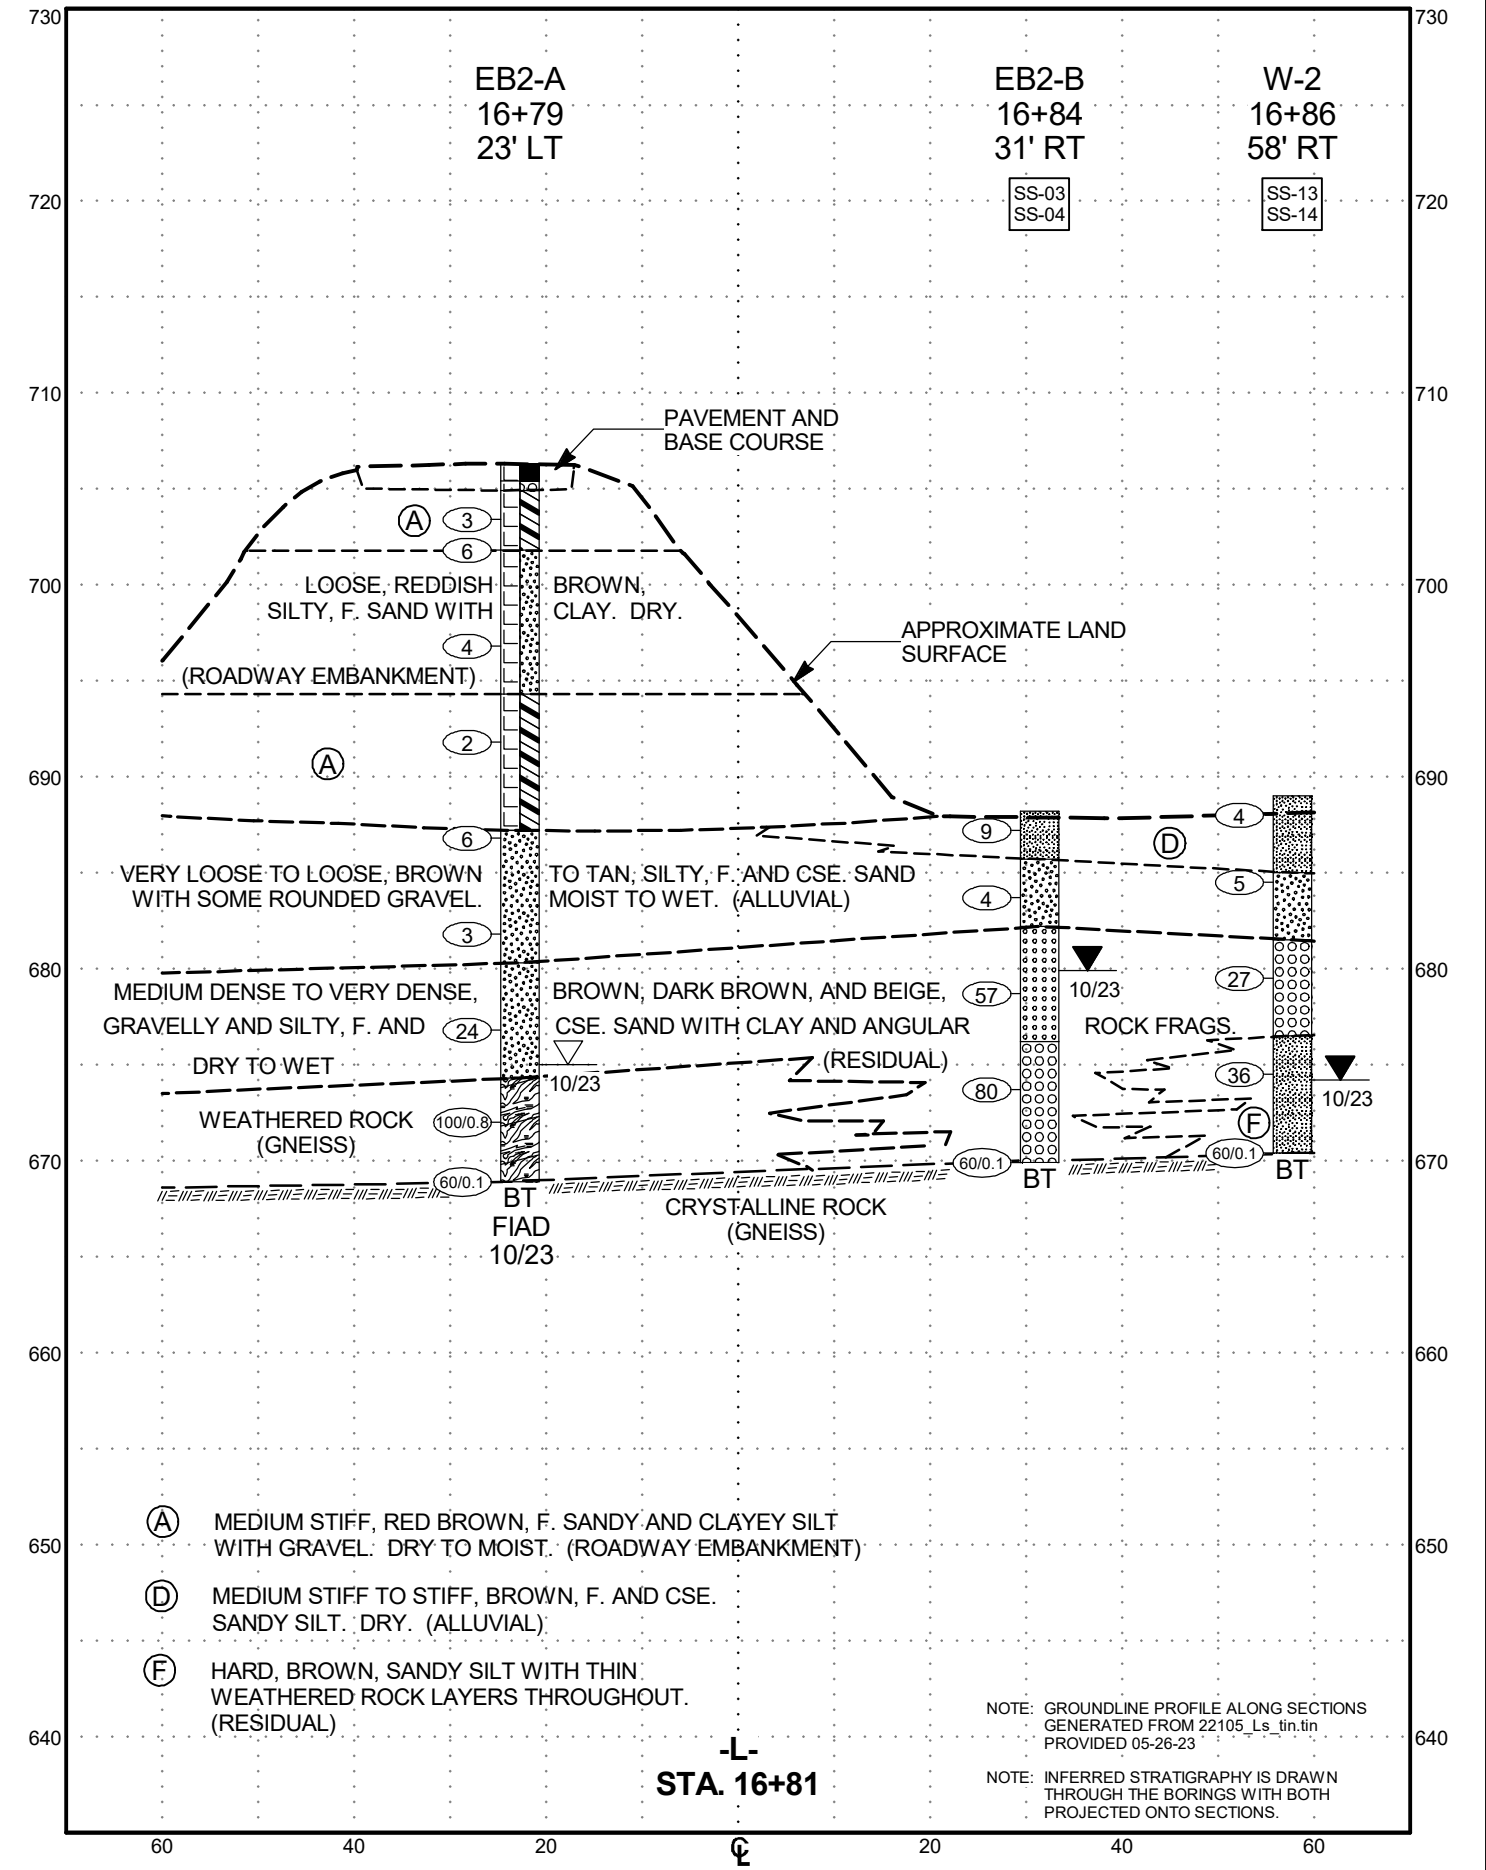 730
730
EB2-A
16+79
23' LT
EB2-B
16+84
31' RT
W-2
16+86
58' RT
SS-03
SS-04
SS-13
SS-14
720
720
710
710
PAVEMENT AND
BASE COURSE
A
3
6
700
LOOSE, REDDISH BROWN,
700
SILTY, F. SAND WITH CLAY. DRY.
APPROXIMATE LAND
SURFACE
4
(ROADWAY EMBANKMENT)
2
A
690
690
6
9
4
D
VERY LOOSE TO LOOSE, BROWN TO TAN, SILTY, F. AND CSE. SAND
WITH SOME ROUNDED GRAVEL. MOIST TO WET. (ALLUVIAL)
4
5
3
680
680
MEDIUM DENSE TO VERY DENSE, BROWN, DARK BROWN, AND BEIGE,
57
10/23
27
GRAVELLY AND SILTY, F. AND CSE. SAND WITH CLAY AND ANGULAR ROCK FRAGS.
24
DRY TO WET (RESIDUAL)
10/23
80
36
10/23
WEATHERED ROCK
(GNEISS)
100/0.8
F
670
670
60/0.1
60/0.1
60/0.1
BT
FIAD
10/23
BT
BT
CRYSTALLINE ROCK
(GNEISS)
660
660
A MEDIUM STIFF, RED BROWN, F. SANDY AND CLAYEY SILT
WITH GRAVEL. DRY TO MOIST. (ROADWAY EMBANKMENT)
650
650
D MEDIUM STIFF TO STIFF, BROWN, F. AND CSE.
SANDY SILT. DRY. (ALLUVIAL)
F HARD, BROWN, SANDY SILT WITH THIN
WEATHERED ROCK LAYERS THROUGHOUT.
(RESIDUAL)
640
640
NOTE: GROUNDLINE PROFILE ALONG SECTIONS
GENERATED FROM 22105_Ls_tin.tin
PROVIDED 05-26-23
-L-
STA. 16+81
NOTE: INFERRED STRATIGRAPHY IS DRAWN
THROUGH THE BORINGS WITH BOTH
PROJECTED ONTO SECTIONS.
60
40
20
℄
20
40
60